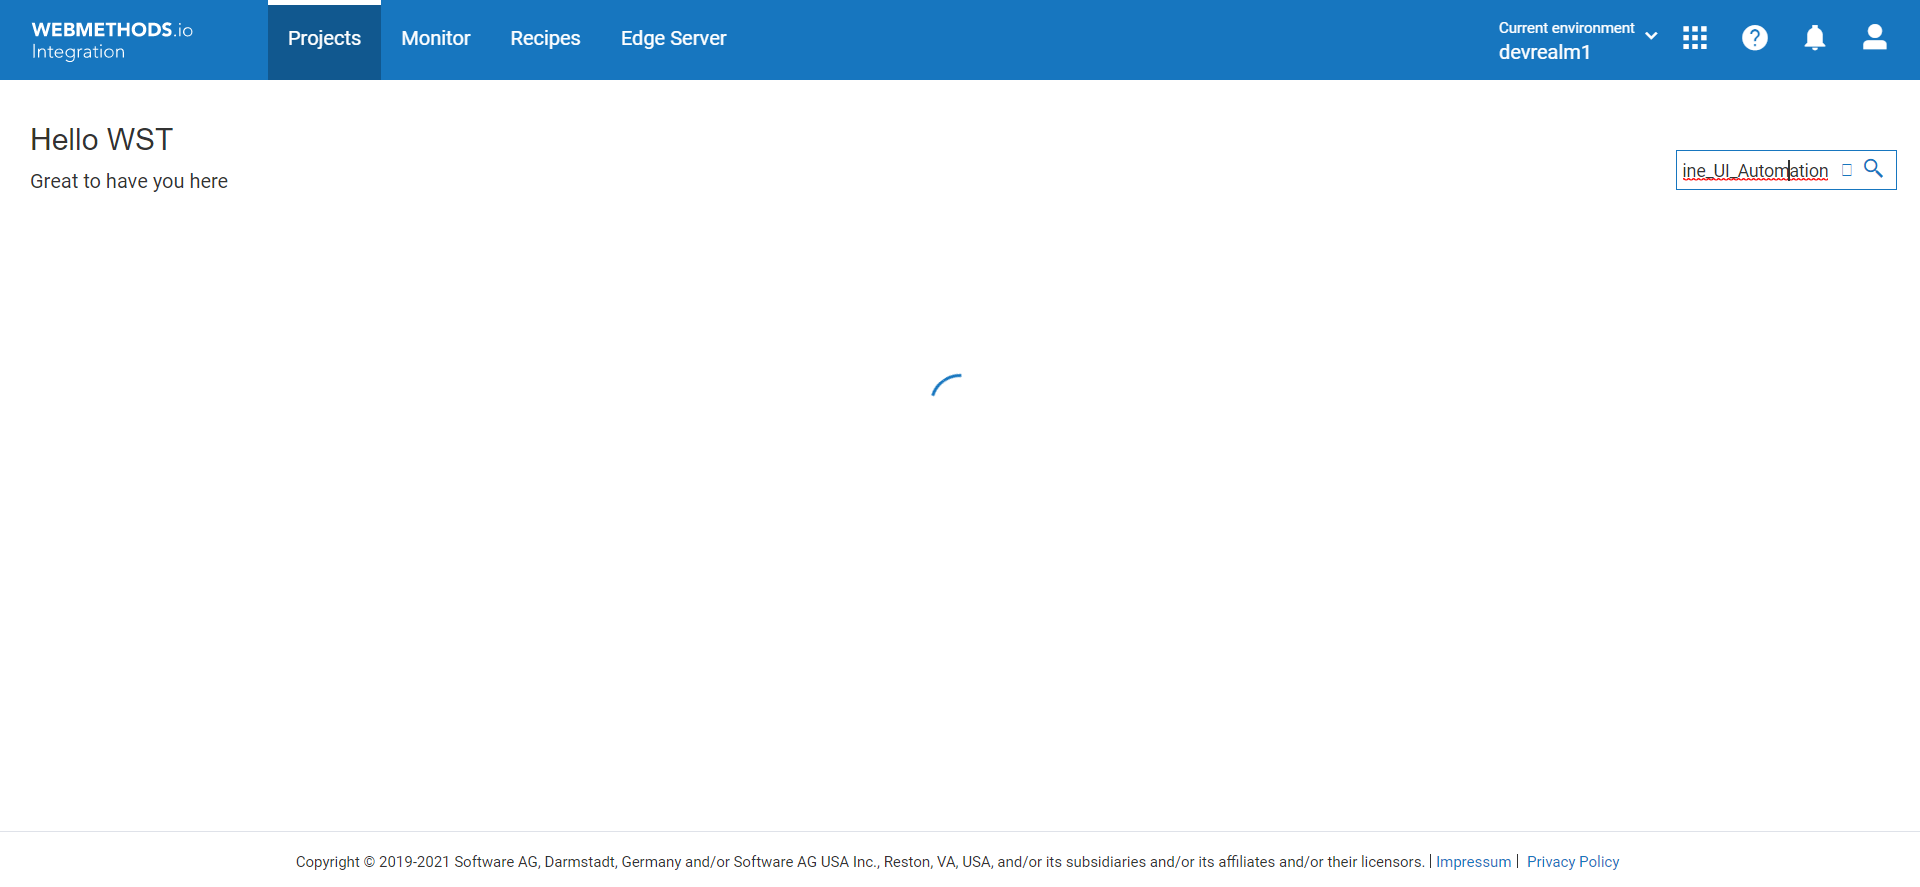 WEBMETHODS.io
Integration
Projects
Monitor
Recipes
Edge Server
Current environment
devrealm1
Hello WST
Great to have you here
ine_UI_Automation
Copyright © 2019-2021 Software AG, Darmstadt, Germany and/or Software AG USA Inc., Reston, VA, USA, and/or its subsidiaries and/or its affiliates and/or their licensors. | Impressum | Privacy Policy